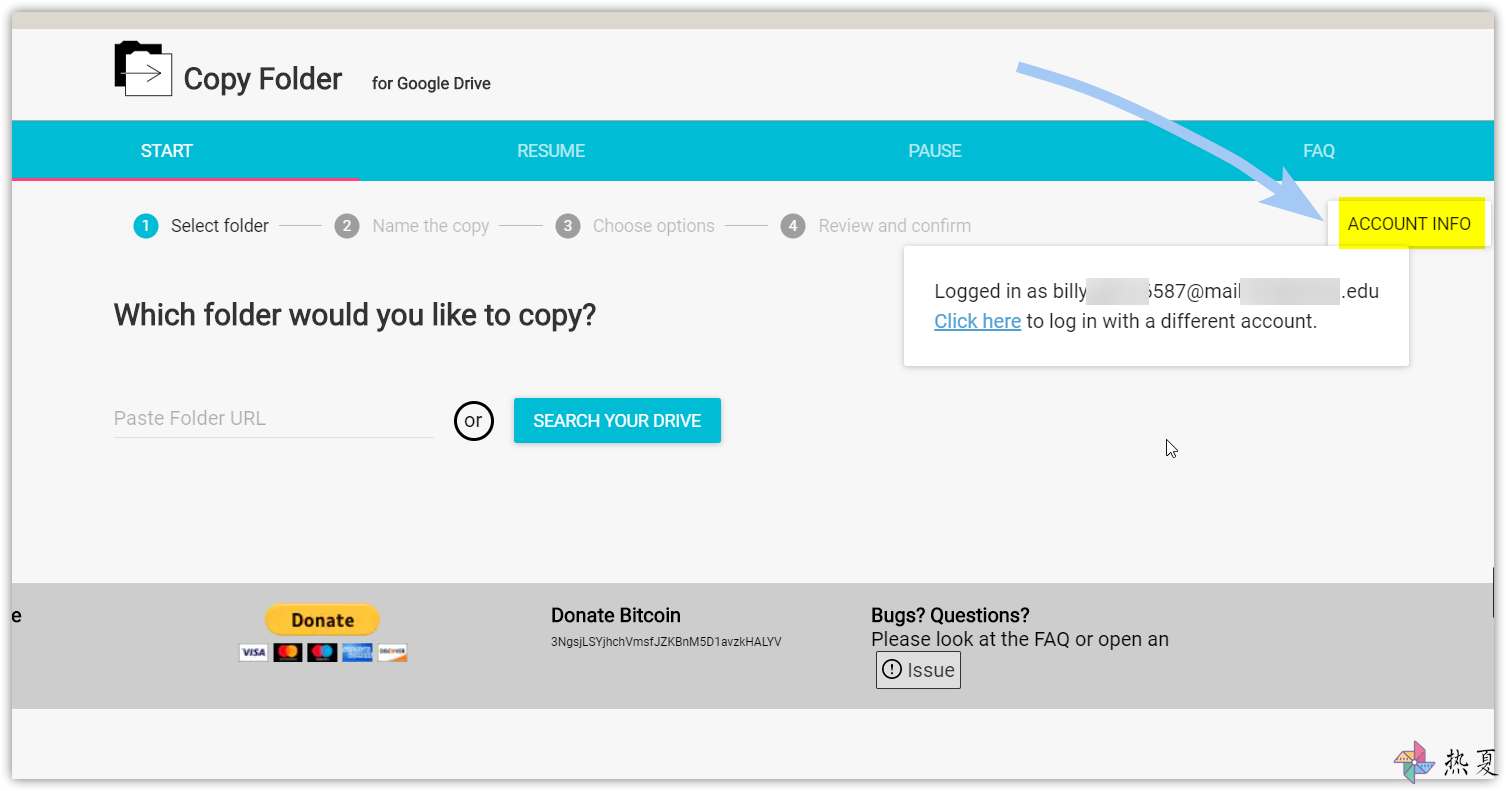 Copy Folder for Google Drive
START RESUME PAUSE FAQ
1 Select folder 2 Name the copy 3 Choose options 4 Review and confirm
ACCOUNT INFO
Logged in as billy 6587@mail .edu
Click here to log in with a different account.
Which folder would you like to copy?
Paste Folder URL or SEARCH YOUR DRIVE
e
Donate
VISA DISCOVER
Donate Bitcoin
3NgsjLSYjhchVmsfJZKBnM5D1avzkHALYV
Bugs? Questions?
Please look at the FAQ or open an
Issue
热夏